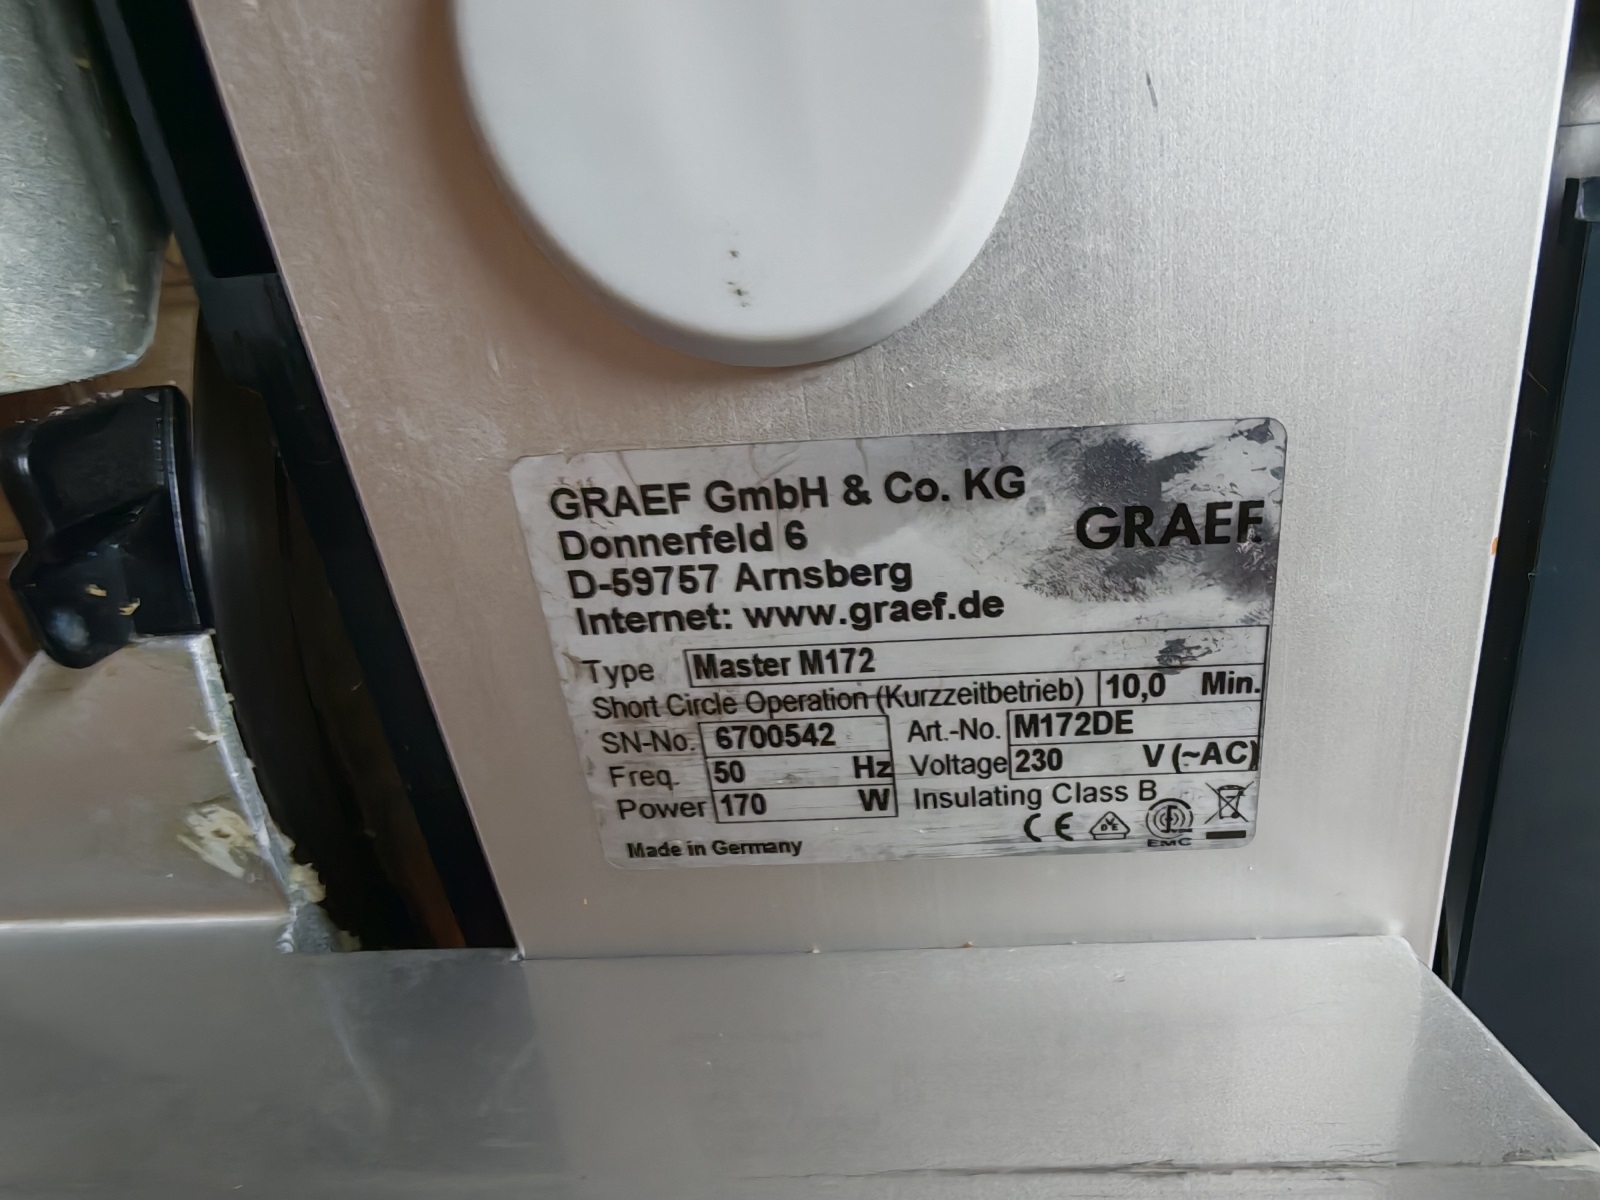 GRAEF GmbH & Co. KG
Donnerfeld 6
D-59757 Arnsberg
Internet: www.graef.de
GRAEF
Type Master M172
Short Circle Operation (Kurzzeitbetrieb) 10,0 Min.
SN-No. 6700542 Art.-No. M172DE
Freq. 50 Hz Voltage 230 V (~AC)
Power 170 W Insulating Class B
CE VDE EMC
Made in Germany